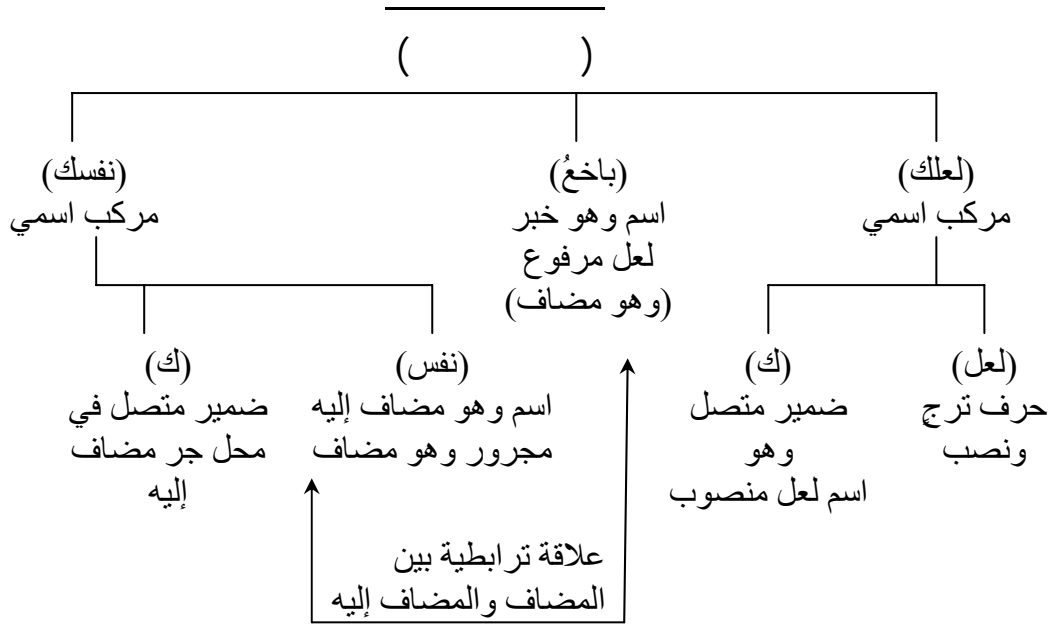 ( )
(لعلك)
مركب اسمي
(باخعُ)
اسم وهو خبر
لعل مرفوع
(وهو مضاف)
(نفسك)
مركب اسمي
(لعل)
حرف ترجٍ
ونصب
(ك)
ضمير متصل
وهو
اسم لعل منصوب
(نفس)
اسم وهو مضاف إليه
مجرور وهو مضاف
(ك)
ضمير متصل في
محل جر مضاف
إليه
علاقة ترابطية بين
المضاف والمضاف إليه